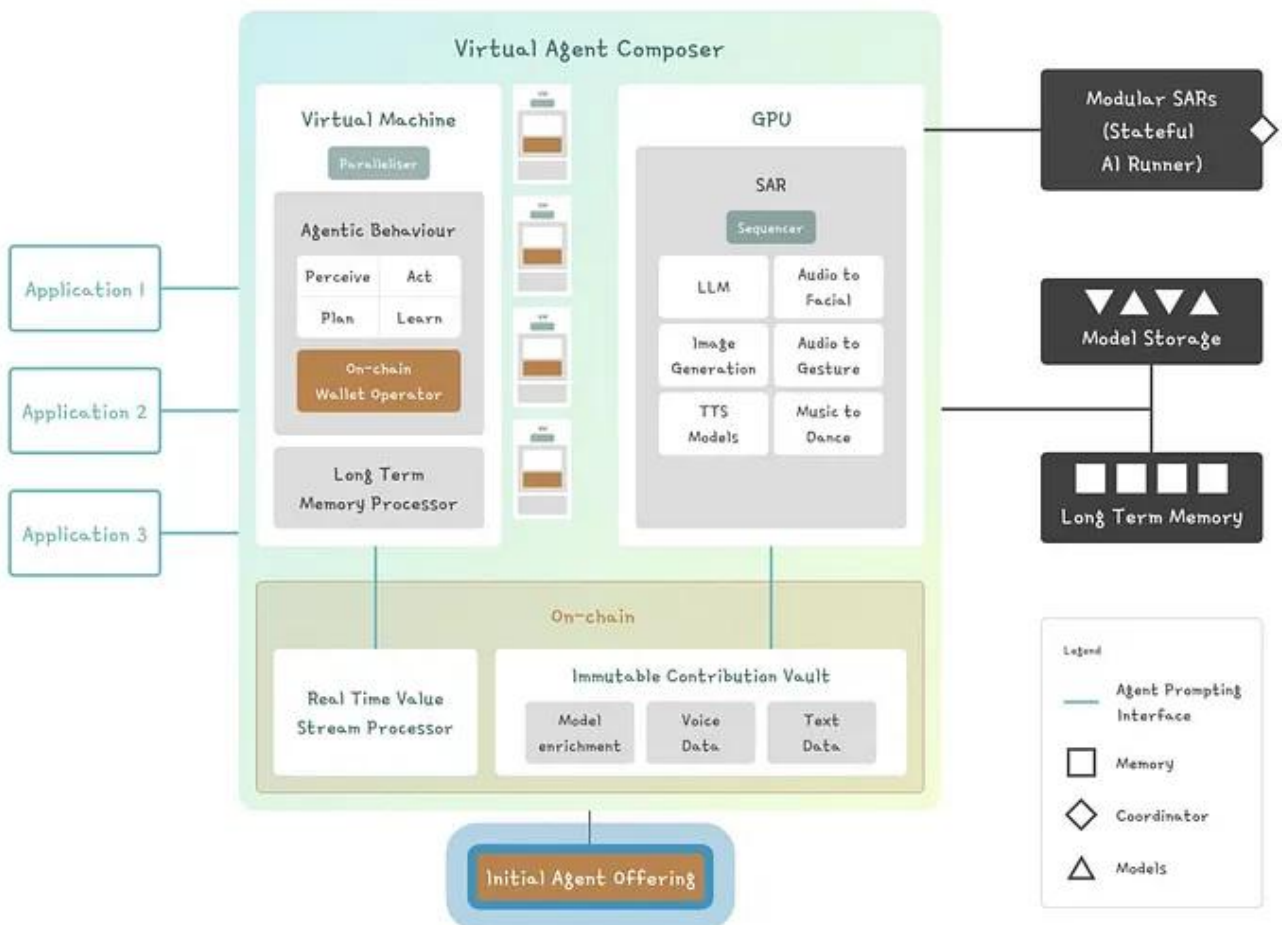 Virtual Agent Composer
Virtual Machine
Paralleliser
Agentic Behaviour
Perceive
Act
Plan
Learn
On-chain
Wallet Operator
Long Term
Memory Processor
GPU
SAR
Sequencer
LLM
Audio to
Facial
Image
Generation
Audio to
Gesture
TTS
Models
Music to
Dance
Application 1
Application 2
Application 3
On-chain
Real Time Value
Stream Processor
Immutable Contribution Vault
Model
enrichment
Voice
Data
Text
Data
Initial Agent Offering
Modular SARs
(Stateful
AI Runner)
Model Storage
Long Term Memory
Legend
Agent Prompting
Interface
Memory
Coordinator
Models